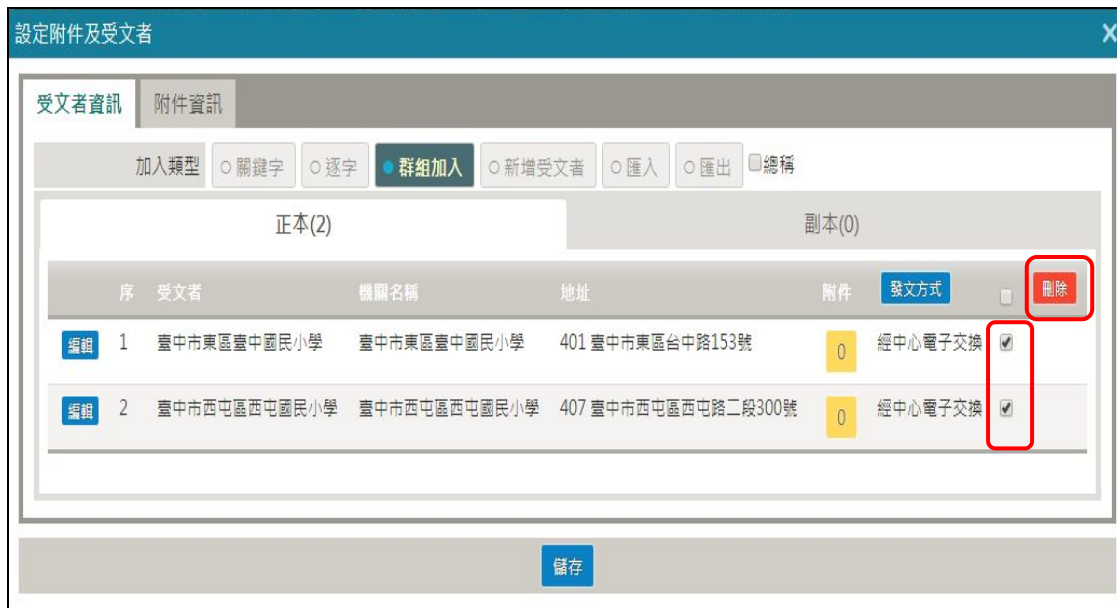 設定附件及受文者 X
受文者資訊 附件資訊
加入類型 關鍵字 逐字 群組加入 新增受文者 匯入 匯出 總稱
正本(2) 副本(0)
序 受文者 機關名稱 地址 附件 發文方式 刪除
編輯 1 臺中市東區臺中國民小學 臺中市東區臺中國民小學 401 臺中市東區台中路153號 0 經中心電子交換
編輯 2 臺中市西屯區西屯國民小學 臺中市西屯區西屯國民小學 407 臺中市西屯區西屯路二段300號 0 經中心電子交換
儲存